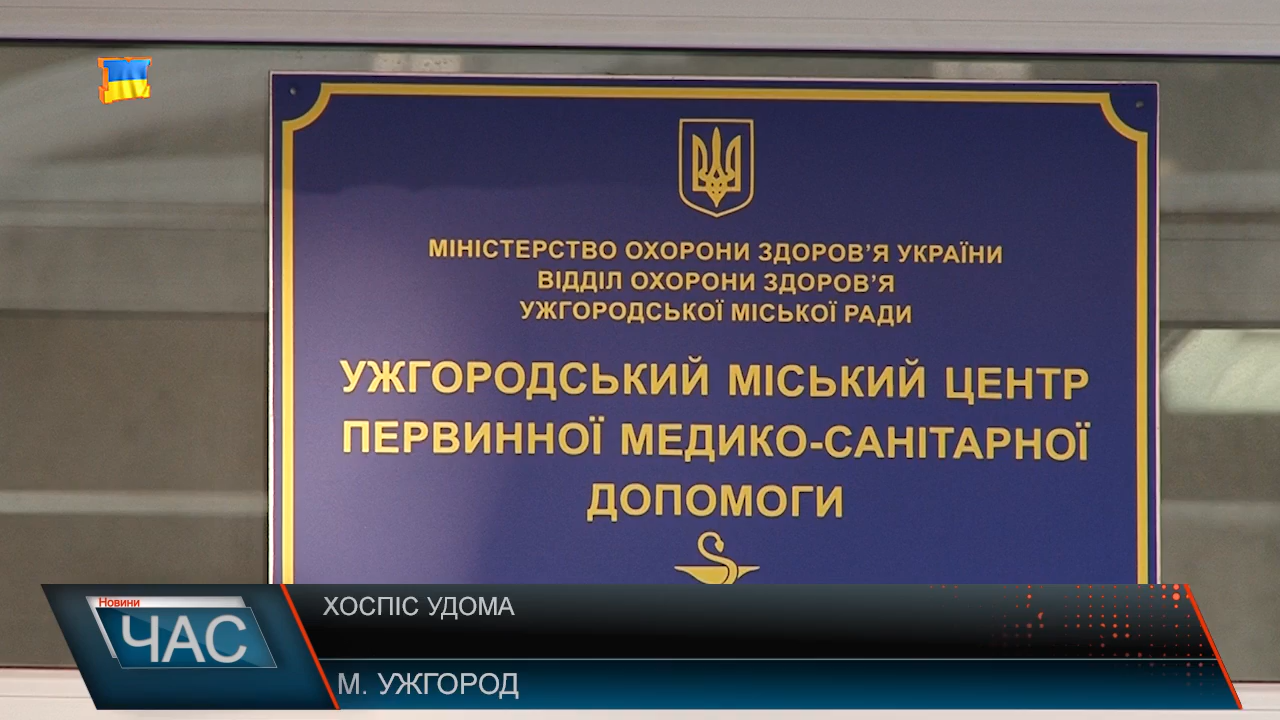 МІНІСТЕРСТВО ОХОРОНИ ЗДОРОВ’Я УКРАЇНИ
ВІДДІЛ ОХОРОНИ ЗДОРОВ’Я
УЖГОРОДСЬКОЇ МІСЬКОЇ РАДИ
УЖГОРОДСЬКИЙ МІСЬКИЙ ЦЕНТР
ПЕРВИННОЇ МЕДИКО-САНІТАРНОЇ
ДОПОМОГИ
Новини
ЧАС
ХОСПІС УДОМА
М. УЖГОРОД